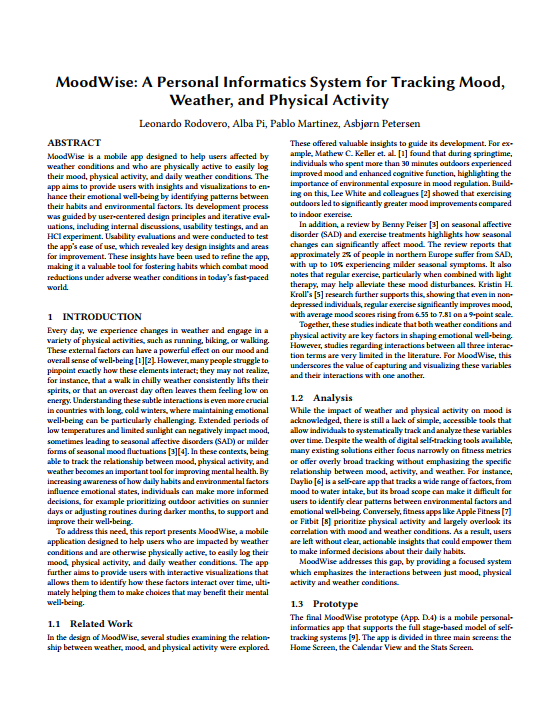 MoodWise: A Personal Informatics System for Tracking Mood,
Weather, and Physical Activity
Leonardo Rodovero, Alba Pi, Pablo Martinez, Asbjørn Petersen
ABSTRACT
MoodWise is a mobile app designed to help users affected by
weather conditions and who are physically active to easily log
their mood, physical activity, and daily weather conditions. The
app aims to provide users with insights and visualizations to en-
hance their emotional well-being by identifying patterns between
their habits and environmental factors. Its development process
was guided by user-centered design principles and iterative eval-
uations, including internal discussions, usability testings, and an
HCI experiment. Usability evaluations and were conducted to test
the app's ease of use, which revealed key design insights and areas
for improvement. These insights have been used to refine the app,
making it a valuable tool for fostering habits which combat mood
reductions under adverse weather conditions in today's fast-paced
world.
1 INTRODUCTION
Every day, we experience changes in weather and engage in a
variety of physical activities, such as running, biking, or walking.
These external factors can have a powerful effect on our mood and
overall sense of well-being [1][2]. However, many people struggle to
pinpoint exactly how these elements interact; they may not realize,
for instance, that a walk in chilly weather consistently lifts their
spirits, or that an overcast day often leaves them feeling low on
energy. Understanding these subtle interactions is even more crucial
in countries with long, cold winters, where maintaining emotional
well-being can be particularly challenging. Extended periods of
low temperatures and limited sunlight can negatively impact mood,
sometimes leading to seasonal affective disorders (SAD) or milder
forms of seasonal mood fluctuations [3][4]. In these contexts, being
able to track the relationship between mood, physical activity, and
weather becomes an important tool for improving mental health. By
increasing awareness of how daily habits and environmental factors
influence emotional states, individuals can make more informed
decisions, for example prioritizing outdoor activities on sunnier
days or adjusting routines during darker months, to support and
improve their well-being.
To address this need, this report presents MoodWise, a mobile
application designed to help users who are impacted by weather
conditions and are otherwise physically active, to easily log their
mood, physical activity, and daily weather conditions. The app
further aims to provide users with interactive visualizations that
allows them to identify how these factors interact over time, ulti-
mately helping them to make choices that may benefit their mental
well-being.
1.1 Related Work
In the design of MoodWise, several studies examining the relation-
ship between weather, mood, and physical activity were explored.
These offered valuable insights to guide its development. For ex-
ample, Mathew C. Keller et. al. [1] found that during springtime,
individuals who spent more than 30 minutes outdoors experienced
improved mood and enhanced cognitive function, highlighting the
importance of environmental exposure in mood regulation. Build-
ing on this, Lee White and colleagues [2] showed that exercising
outdoors led to significantly greater mood improvements compared
to indoor exercise.
In addition, a review by Benny Peiser [3] on seasonal affective
disorder (SAD) and exercise treatments highlights how seasonal
changes can significantly affect mood. The review reports that
approximately 2% of people in northern Europe suffer from SAD,
with up to 10% experiencing milder seasonal symptoms. It also
notes that regular exercise, particularly when combined with light
therapy, may help alleviate these mood disturbances. Kristin H.
Kroll's [5] research further supports this, showing that even in non-
depressed individuals, regular exercise significantly improves mood,
with average mood scores rising from 6.55 to 7.81 on a 9-point scale.
Together, these studies indicate that both weather conditions and
physical activity are key factors in shaping emotional well-being.
However, studies regarding interactions between all three interac-
tion terms are very limited in the literature. For MoodWise, this
underscores the value of capturing and visualizing these variables
and their interactions with one another.
1.2 Analysis
While the impact of weather and physical activity on mood is
acknowledged, there is still a lack of simple, accessible tools that
allow individuals to systematically track and analyze these variables
over time. Despite the wealth of digital self-tracking tools available,
many existing solutions either focus narrowly on fitness metrics
or offer overly broad tracking without emphasizing the specific
relationship between mood, activity, and weather. For instance,
Daylio [6] is a self-care app that tracks a wide range of factors, from
mood to water intake, but its broad scope can make it difficult for
users to identify clear patterns between environmental factors and
emotional well-being. Conversely, fitness apps like Apple Fitness [7]
or Fitbit [8] prioritize physical activity and largely overlook its
correlation with mood and weather conditions. As a result, users
are left without clear, actionable insights that could empower them
to make informed decisions about their daily habits.
MoodWise addresses this gap, by providing a focused system
which emphasizes the interactions between just mood, physical
activity and weather conditions.
1.3 Prototype
The final MoodWise prototype (App. D.4) is a mobile personal-
informatics app that supports the full stage-based model of self-
tracking systems [9]. The app is divided in three main screens: the
Home Screen, the Calendar View and the Stats Screen.